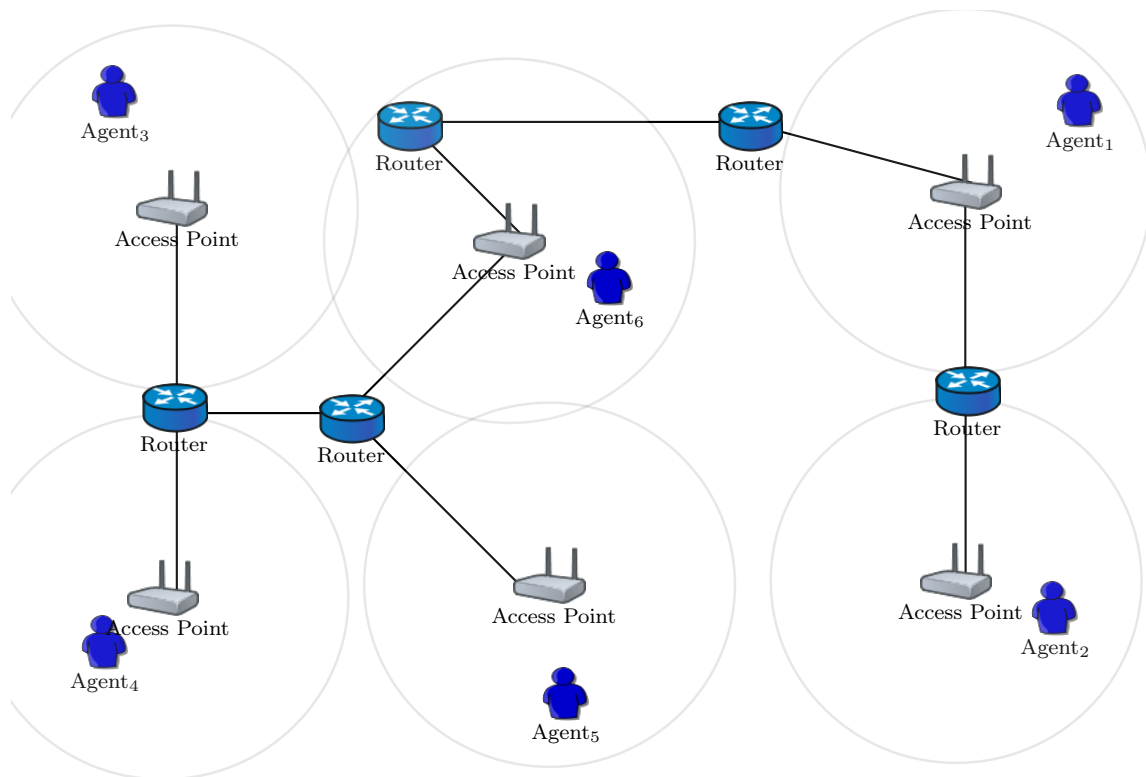 Agent₃
Agent₁
Router
Router
Access Point
Access Point
Access Point
Agent₆
Router
Router
Router
Access Point
Access Point
Access Point
Agent₂
Agent₄
Agent₅